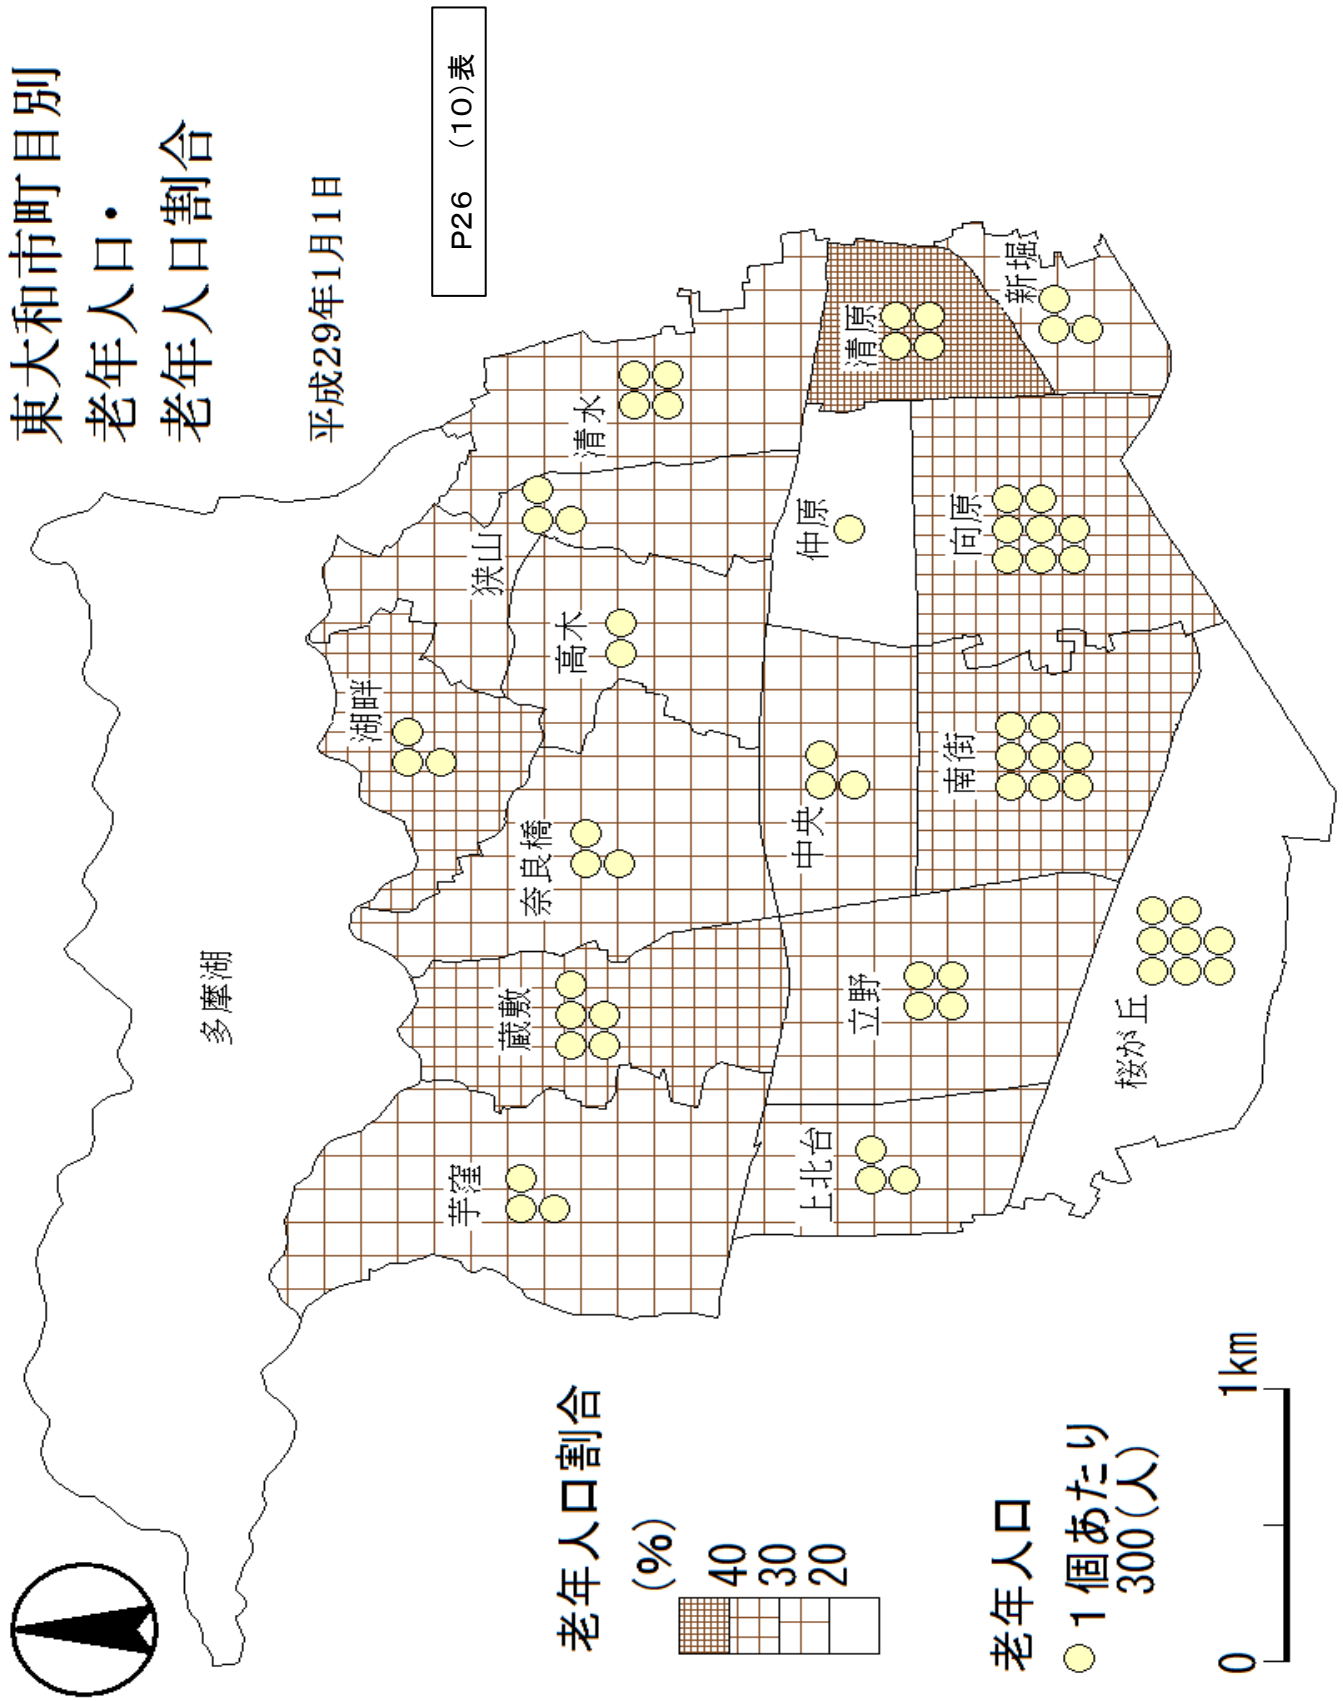 東大和市町目別
老年人口・
老年人口割合
平成29年1月1日
P26 (10)表
多摩湖
芋窪
蔵敷
奈良橋
湖畔
高木
狭山
清水
上北台
立野
中央
仲原
清原
新堀
向原
南街
桜が丘
老年人口割合
(%)
40
30
20
老年人口
1個あたり
300(人)
0
1km